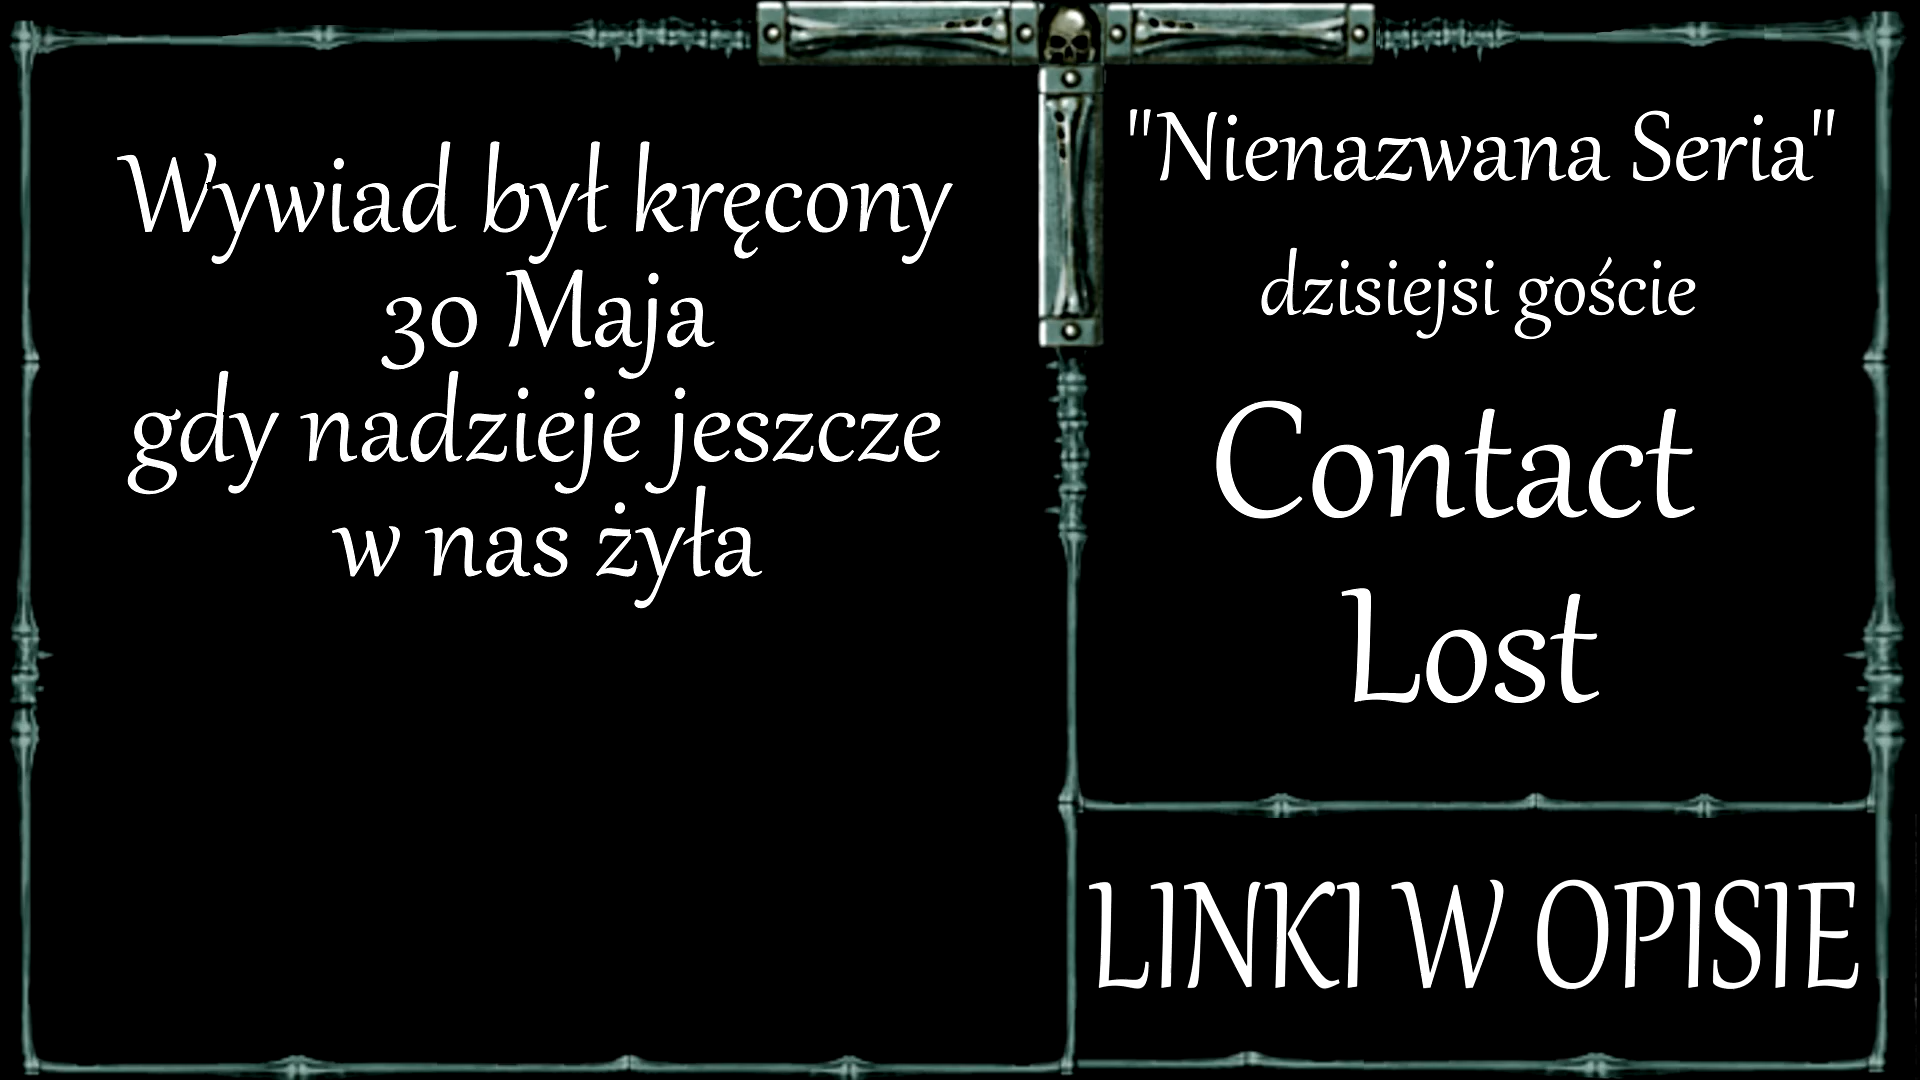 Wywiad był kręcony
30 Maja
gdy nadzieje jeszcze
w nas żyła
"Nienazwana Seria"
dzisiejsi goście
Contact
Lost
LINKI W OPISIE